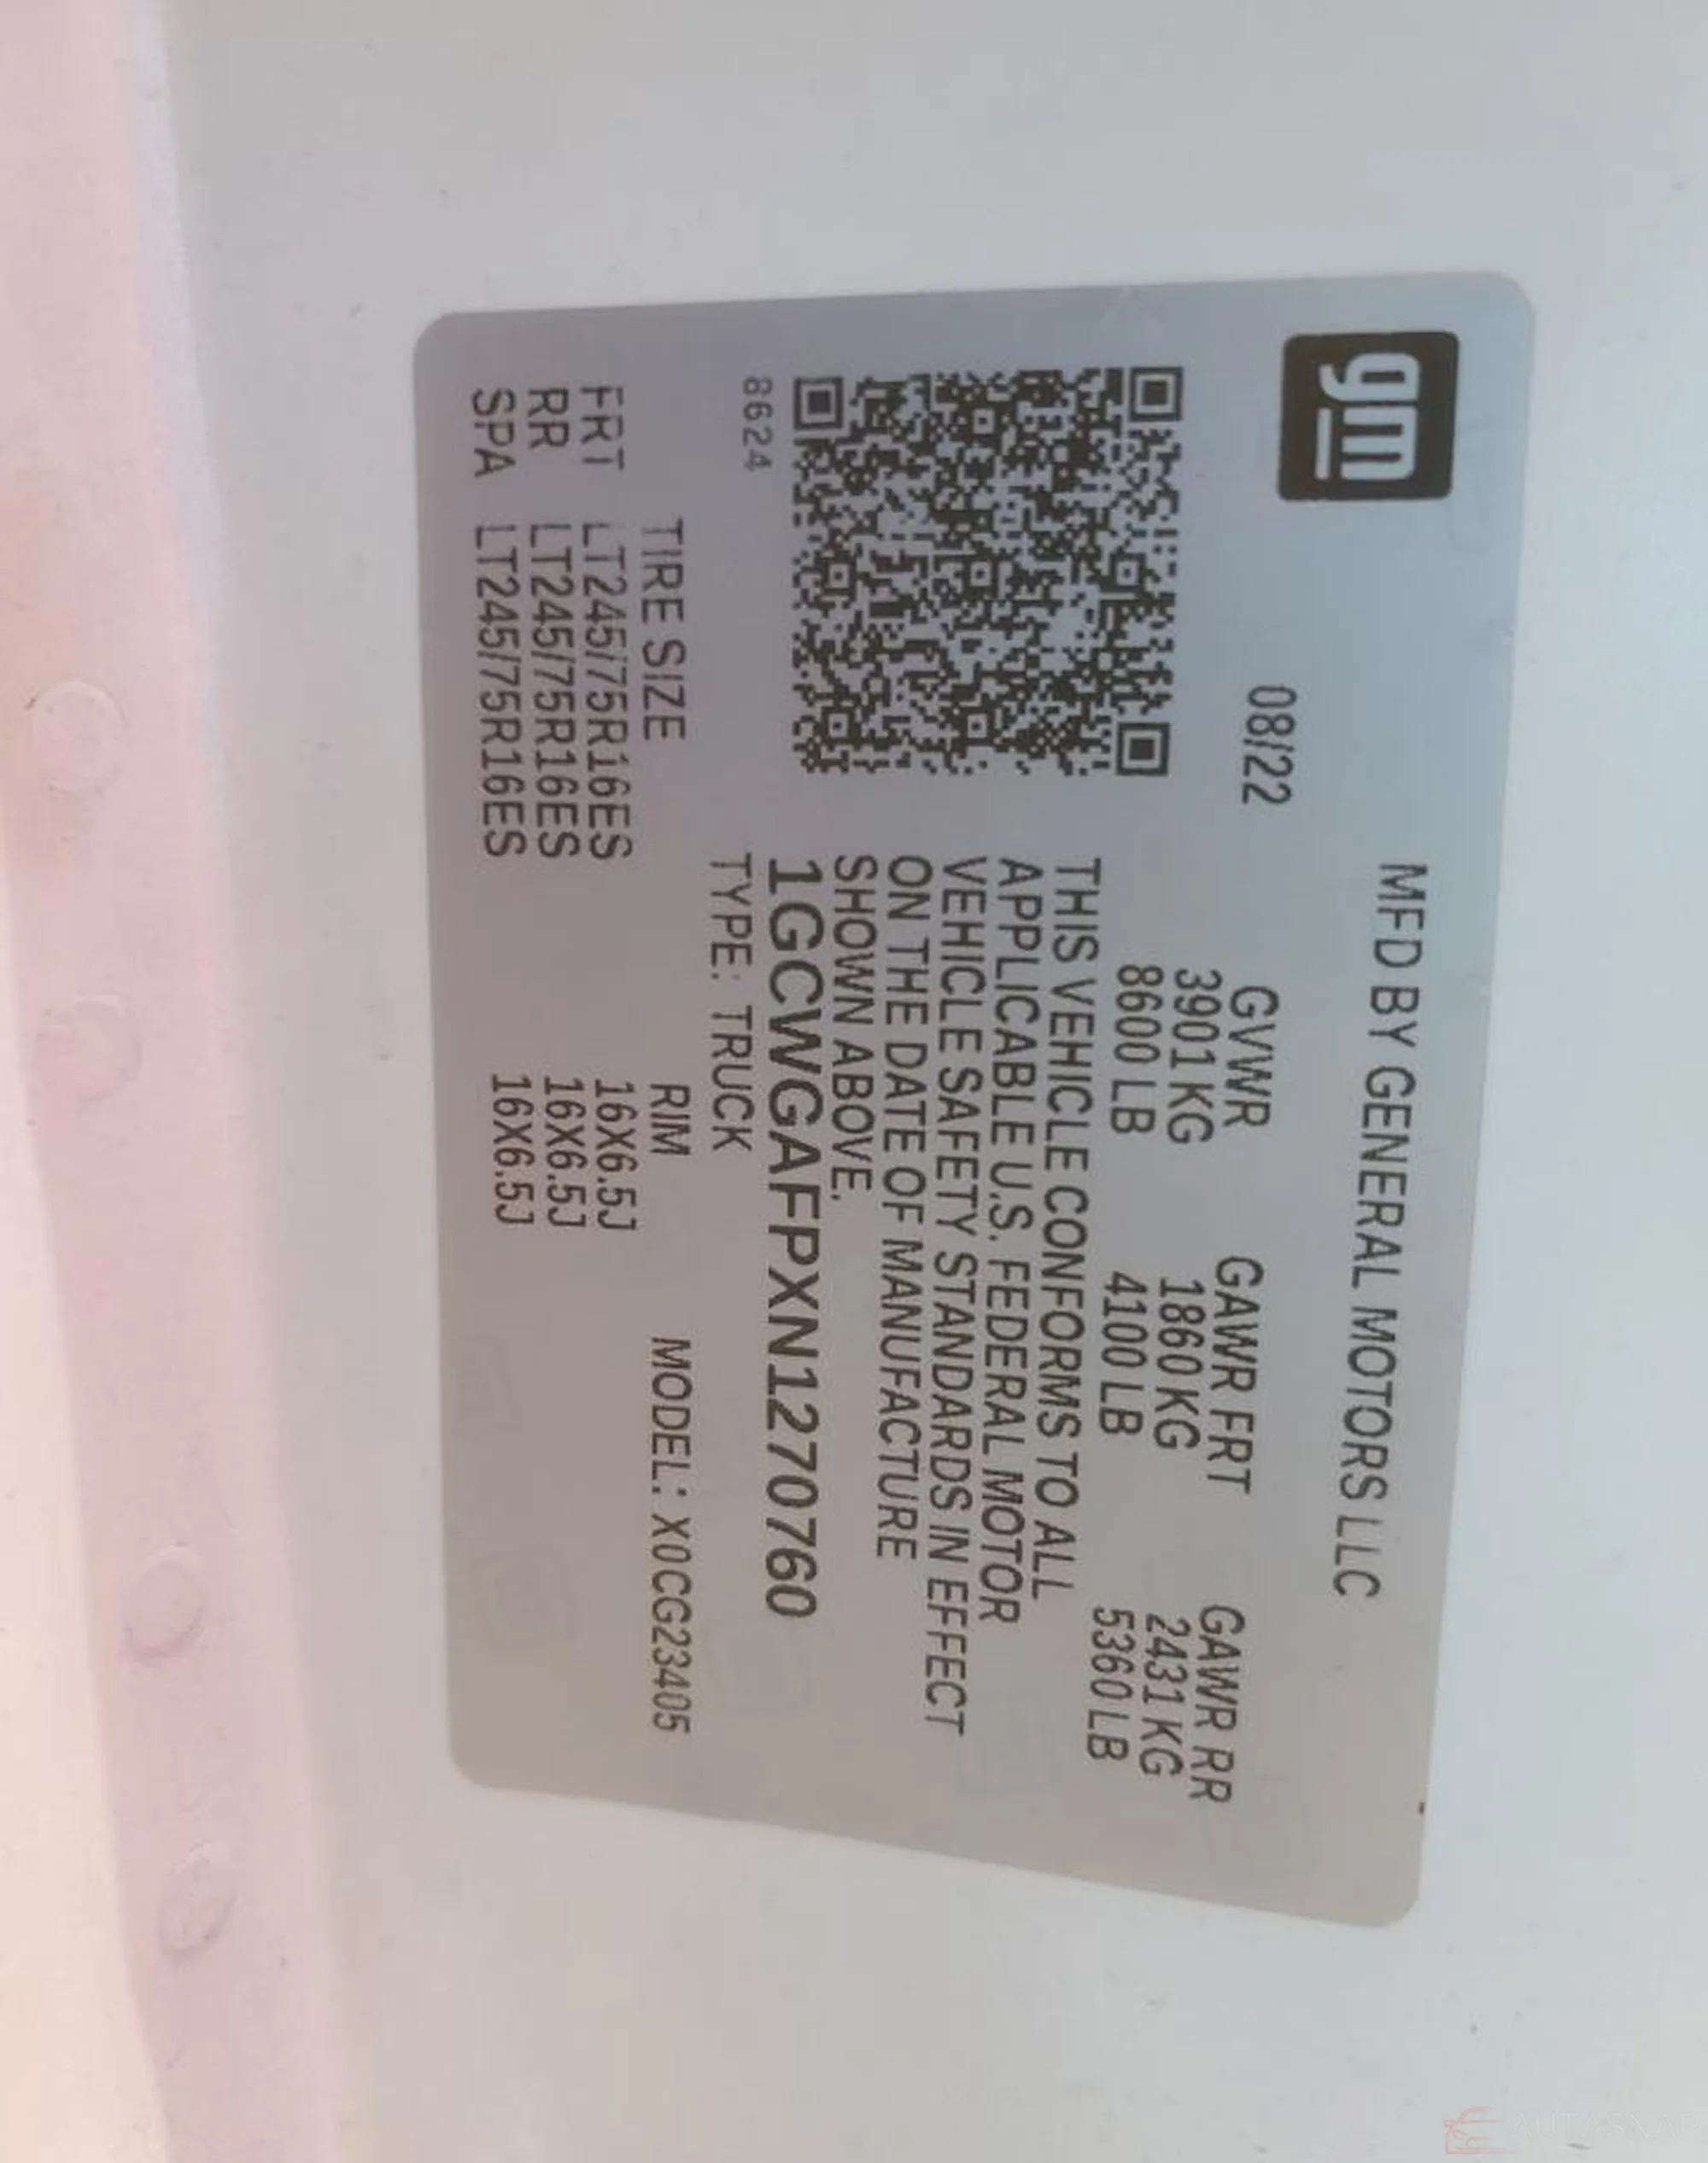 gm
MFD BY GENERAL MOTORS LLC
08/22
GVWR GAWR FRT GAWR RR
3901 KG 1860 KG 2431 KG
8600 LB 4100 LB 5360 LB
THIS VEHICLE CONFORMS TO ALL
APPLICABLE U.S. FEDERAL MOTOR
VEHICLE SAFETY STANDARDS IN EFFECT
ON THE DATE OF MANUFACTURE
SHOWN ABOVE.
1GCWGAFPXN1270760
8624
TYPE: TRUCK
TIRE SIZE RIM MODEL: X0CG23405
FRT LT245/75R16ES 16X6.5J
RR LT245/75R16ES 16X6.5J
SPA LT245/75R16ES 16X6.5J